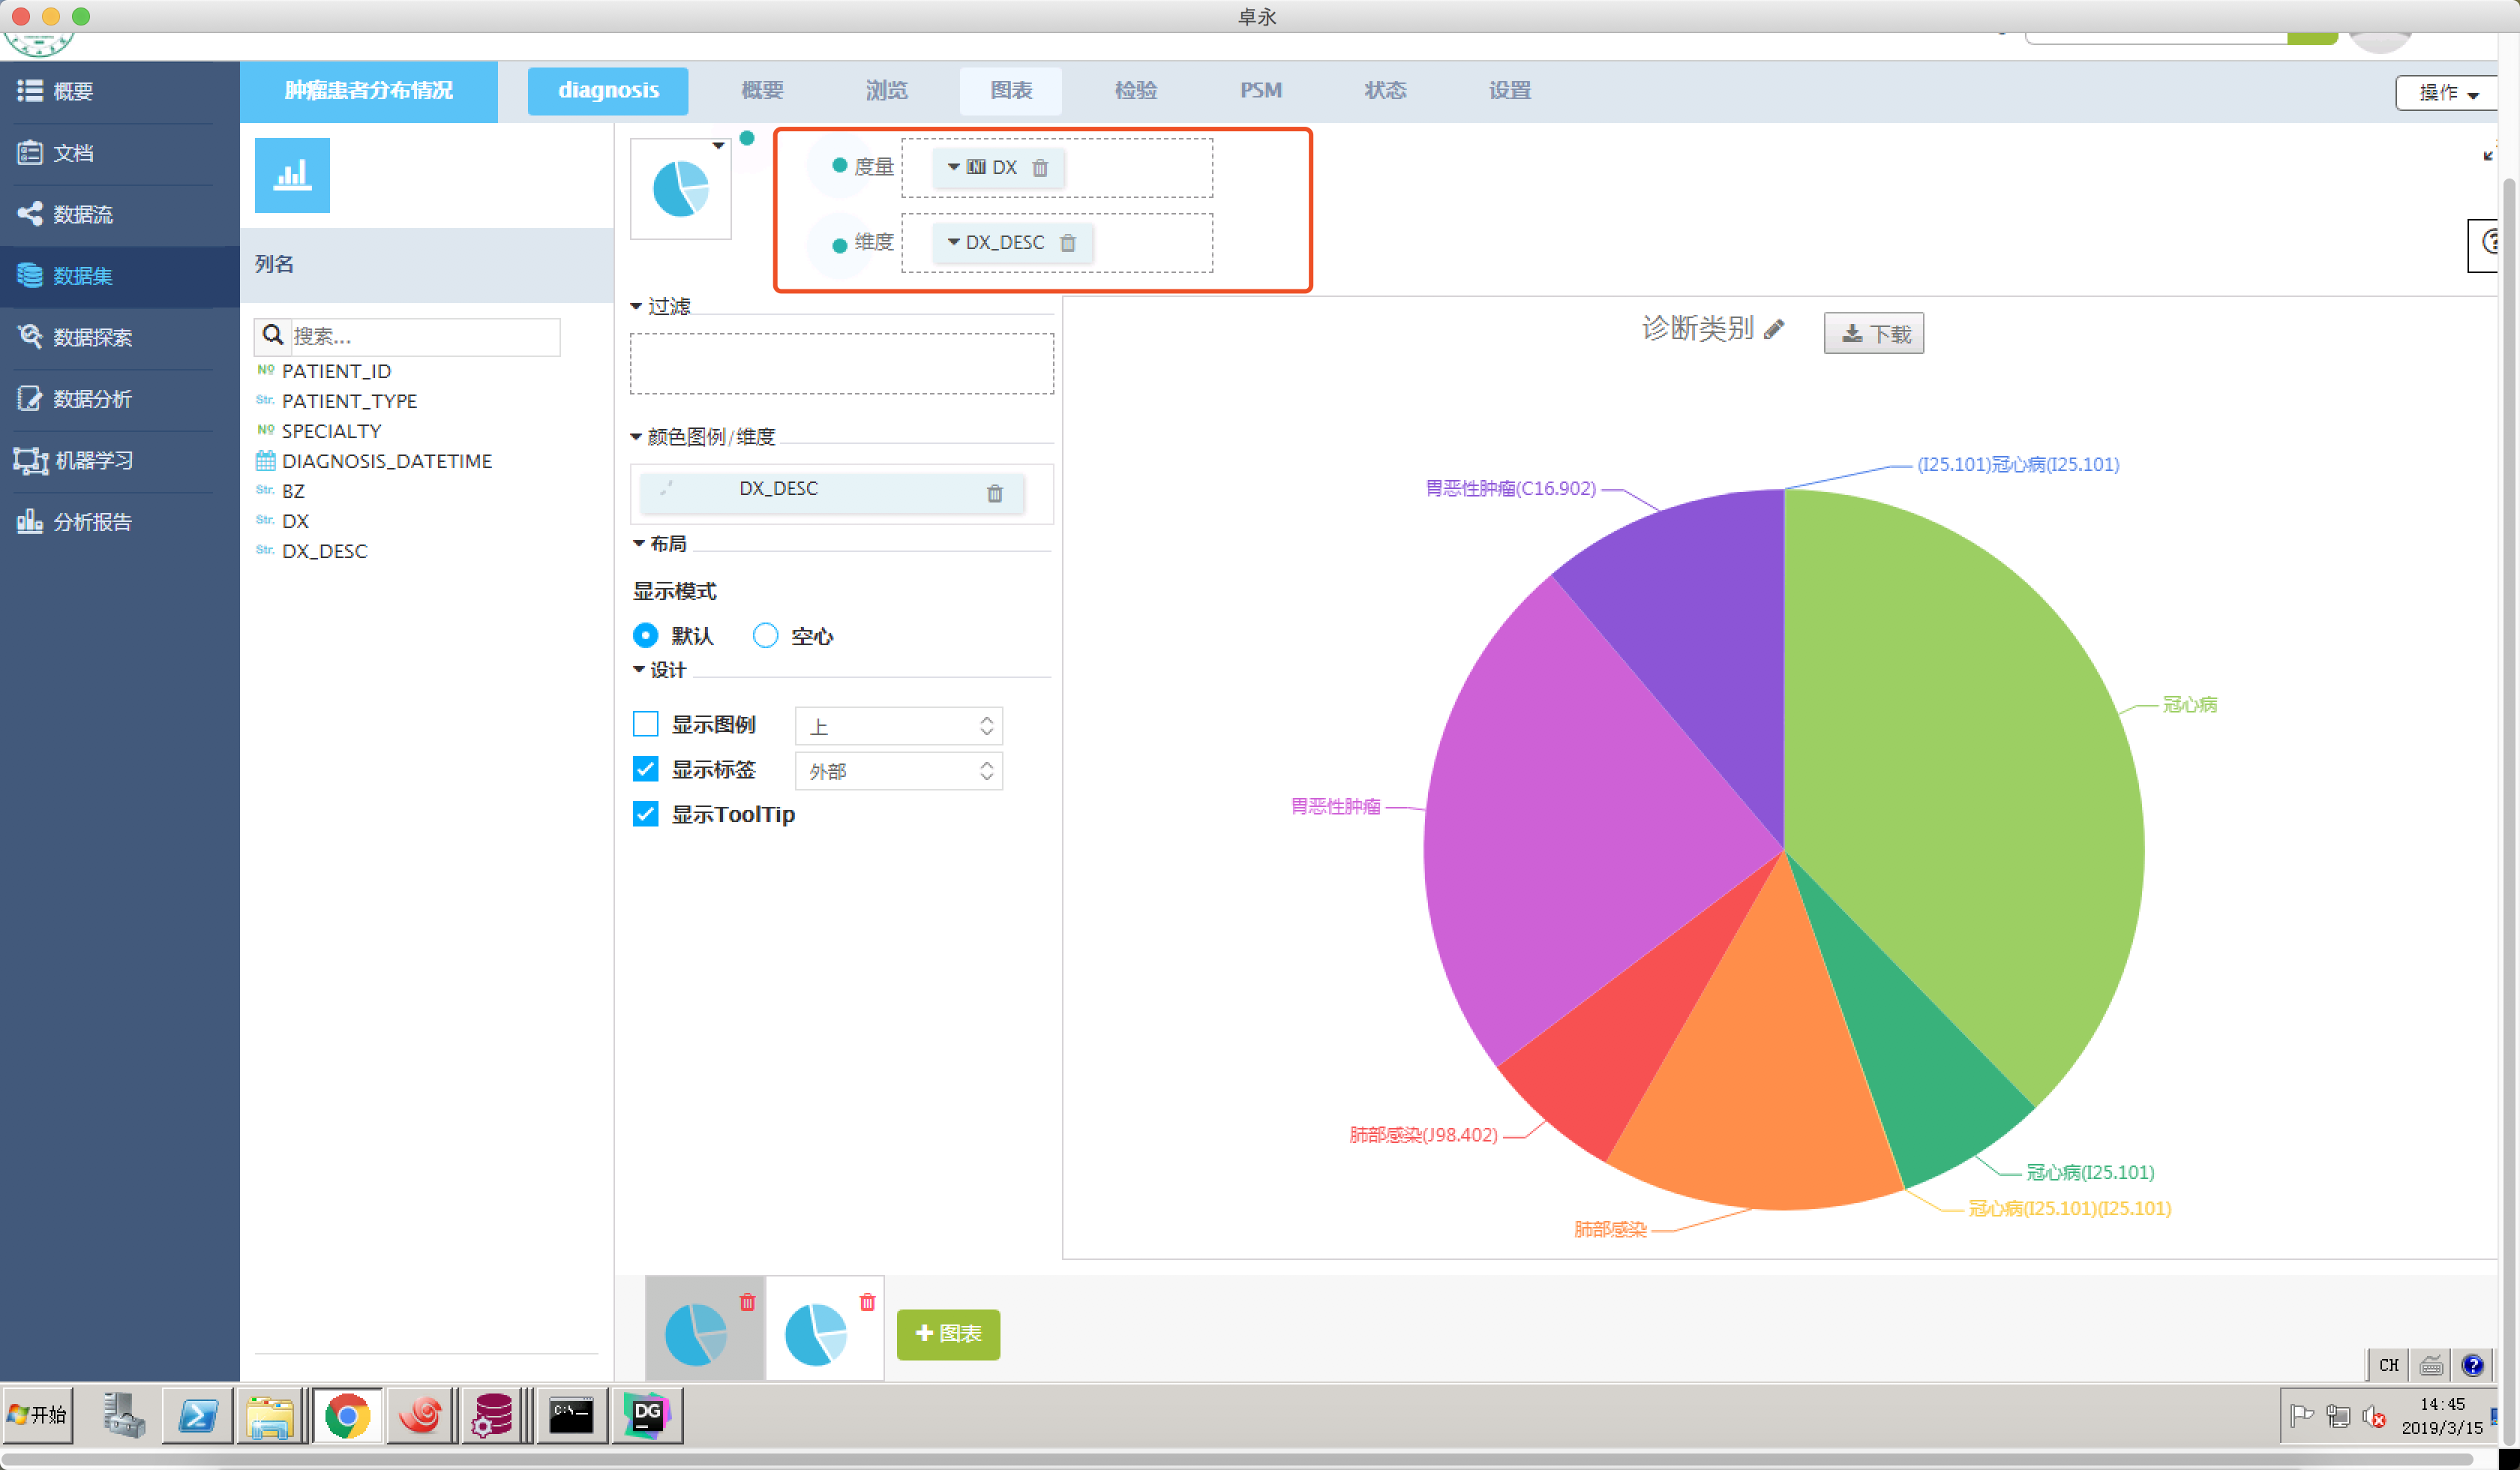 卓永
概要
文档
数据流
数据集
数据探索
数据分析
机器学习
分析报告
肿瘤患者分布情况
diagnosis
概要
浏览
图表
检验
PSM
状态
设置
操作
列名
搜索...
Nº PATIENT_ID
Str. PATIENT_TYPE
Nº SPECIALTY
DIAGNOSIS_DATETIME
Str. BZ
Str. DX
Str. DX_DESC
度量
DX
维度
DX_DESC
过滤
颜色图例/维度
DX_DESC
布局
显示模式
默认
空心
设计
显示图例
上
显示标签
外部
显示ToolTip
诊断类别
下载
(I25.101)冠心病(I25.101)
胃恶性肿瘤(C16.902)
冠心病
胃恶性肿瘤
肺部感染(J98.402)
冠心病(I25.101)
冠心病(I25.101)(I25.101)
肺部感染
图表
CH
开始
C:\_
DG
14:45
2019/3/15